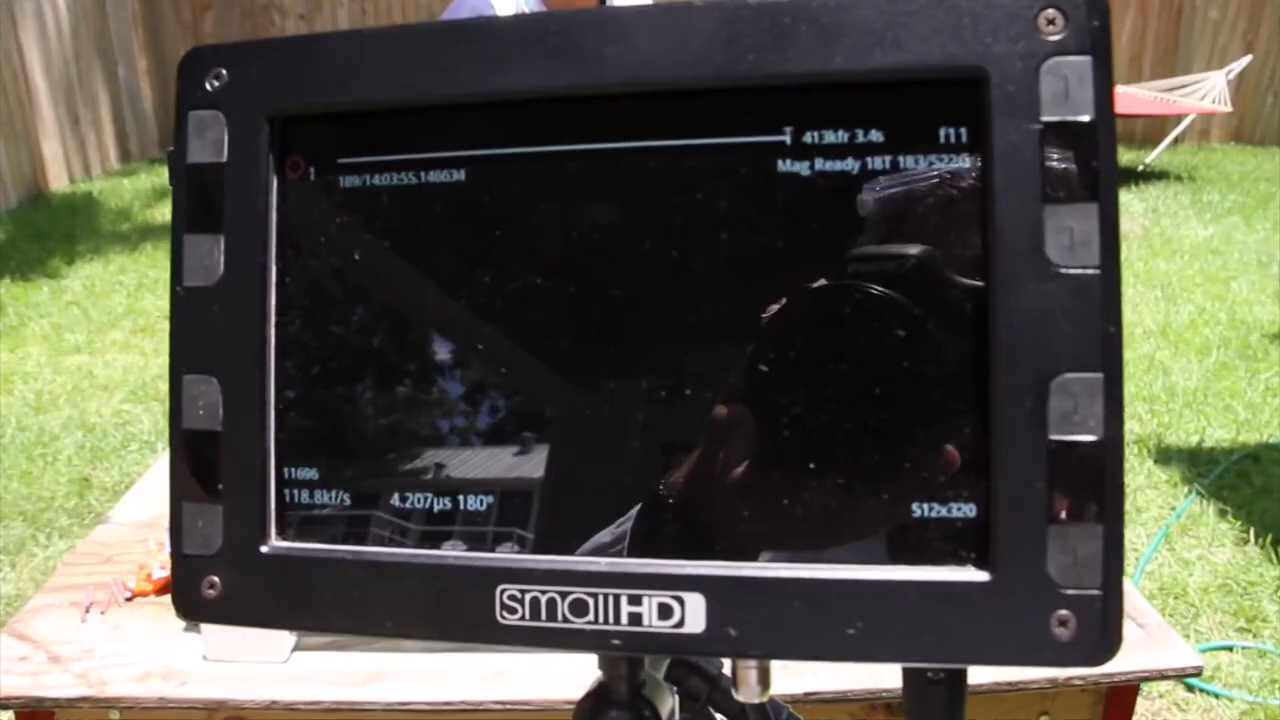 413kfr 3.4s f11
1 189/14:03:55.148634 Mag Ready 18T 183/522G
11696
118.8kf/s 4.207µs 180°
512x320
smallHD